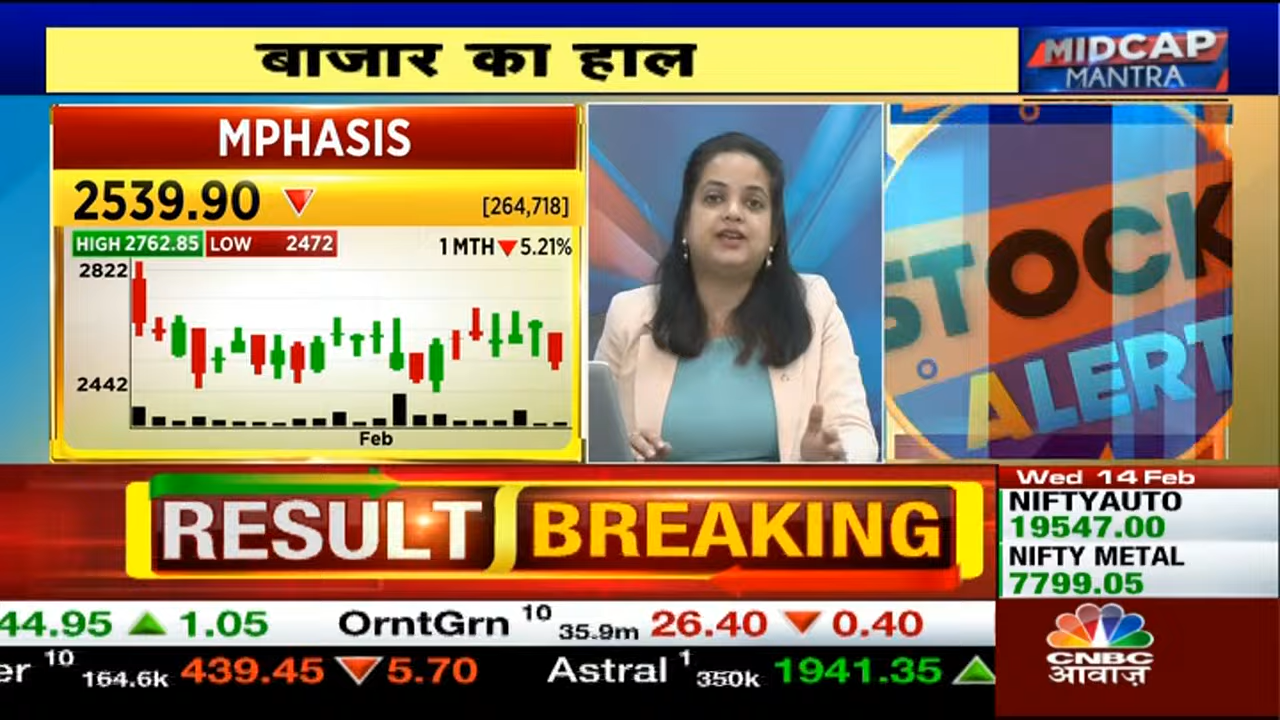 बाजार का हाल
MIDCAP
MANTRA
MPHASIS
2539.90 [264,718]
HIGH 2762.85 LOW 2472 1 MTH 5.21%
2822
2442
Feb
STOCK
ALERT
RESULT BREAKING
Wed 14 Feb
NIFTYAUTO
19547.00
NIFTY METAL
7799.05
44.95 1.05 OrntGrn 10 35.9m 26.40 0.40
er 10 164.6k 439.45 5.70 Astral 1 350k 1941.35
CNBC
आवाज़